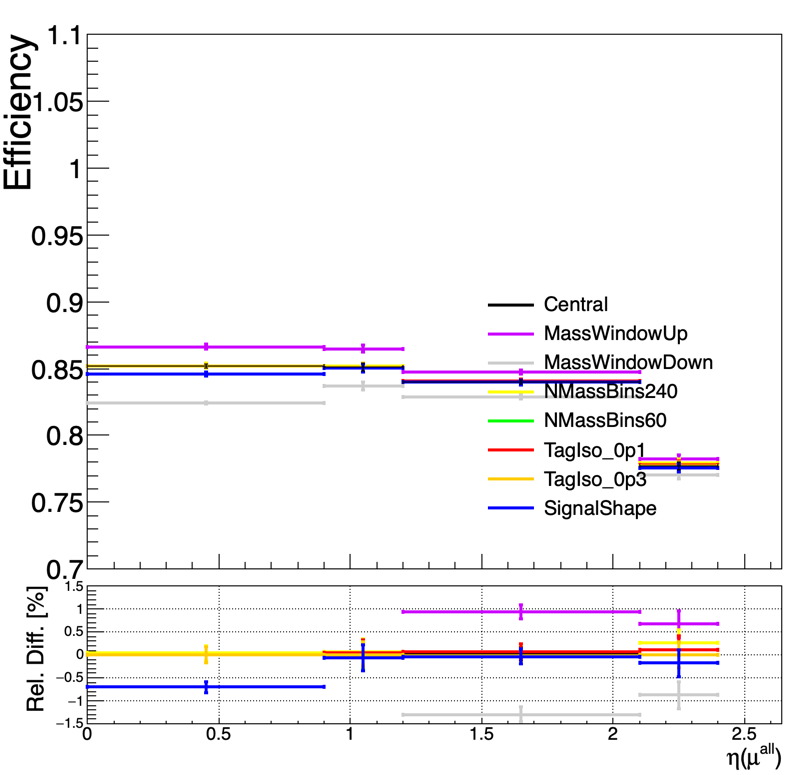 Efficiency
1.1
1.05
1
0.95
0.9
0.85
0.8
0.75
0.7
Central
MassWindowUp
MassWindowDown
NMassBins240
NMassBins60
TagIso_0p1
TagIso_0p3
SignalShape
Rel. Diff. [%]
1.5
1
0.5
0
−0.5
−1
−1.5
0 0.5 1 1.5 2 2.5
η(μ^all)